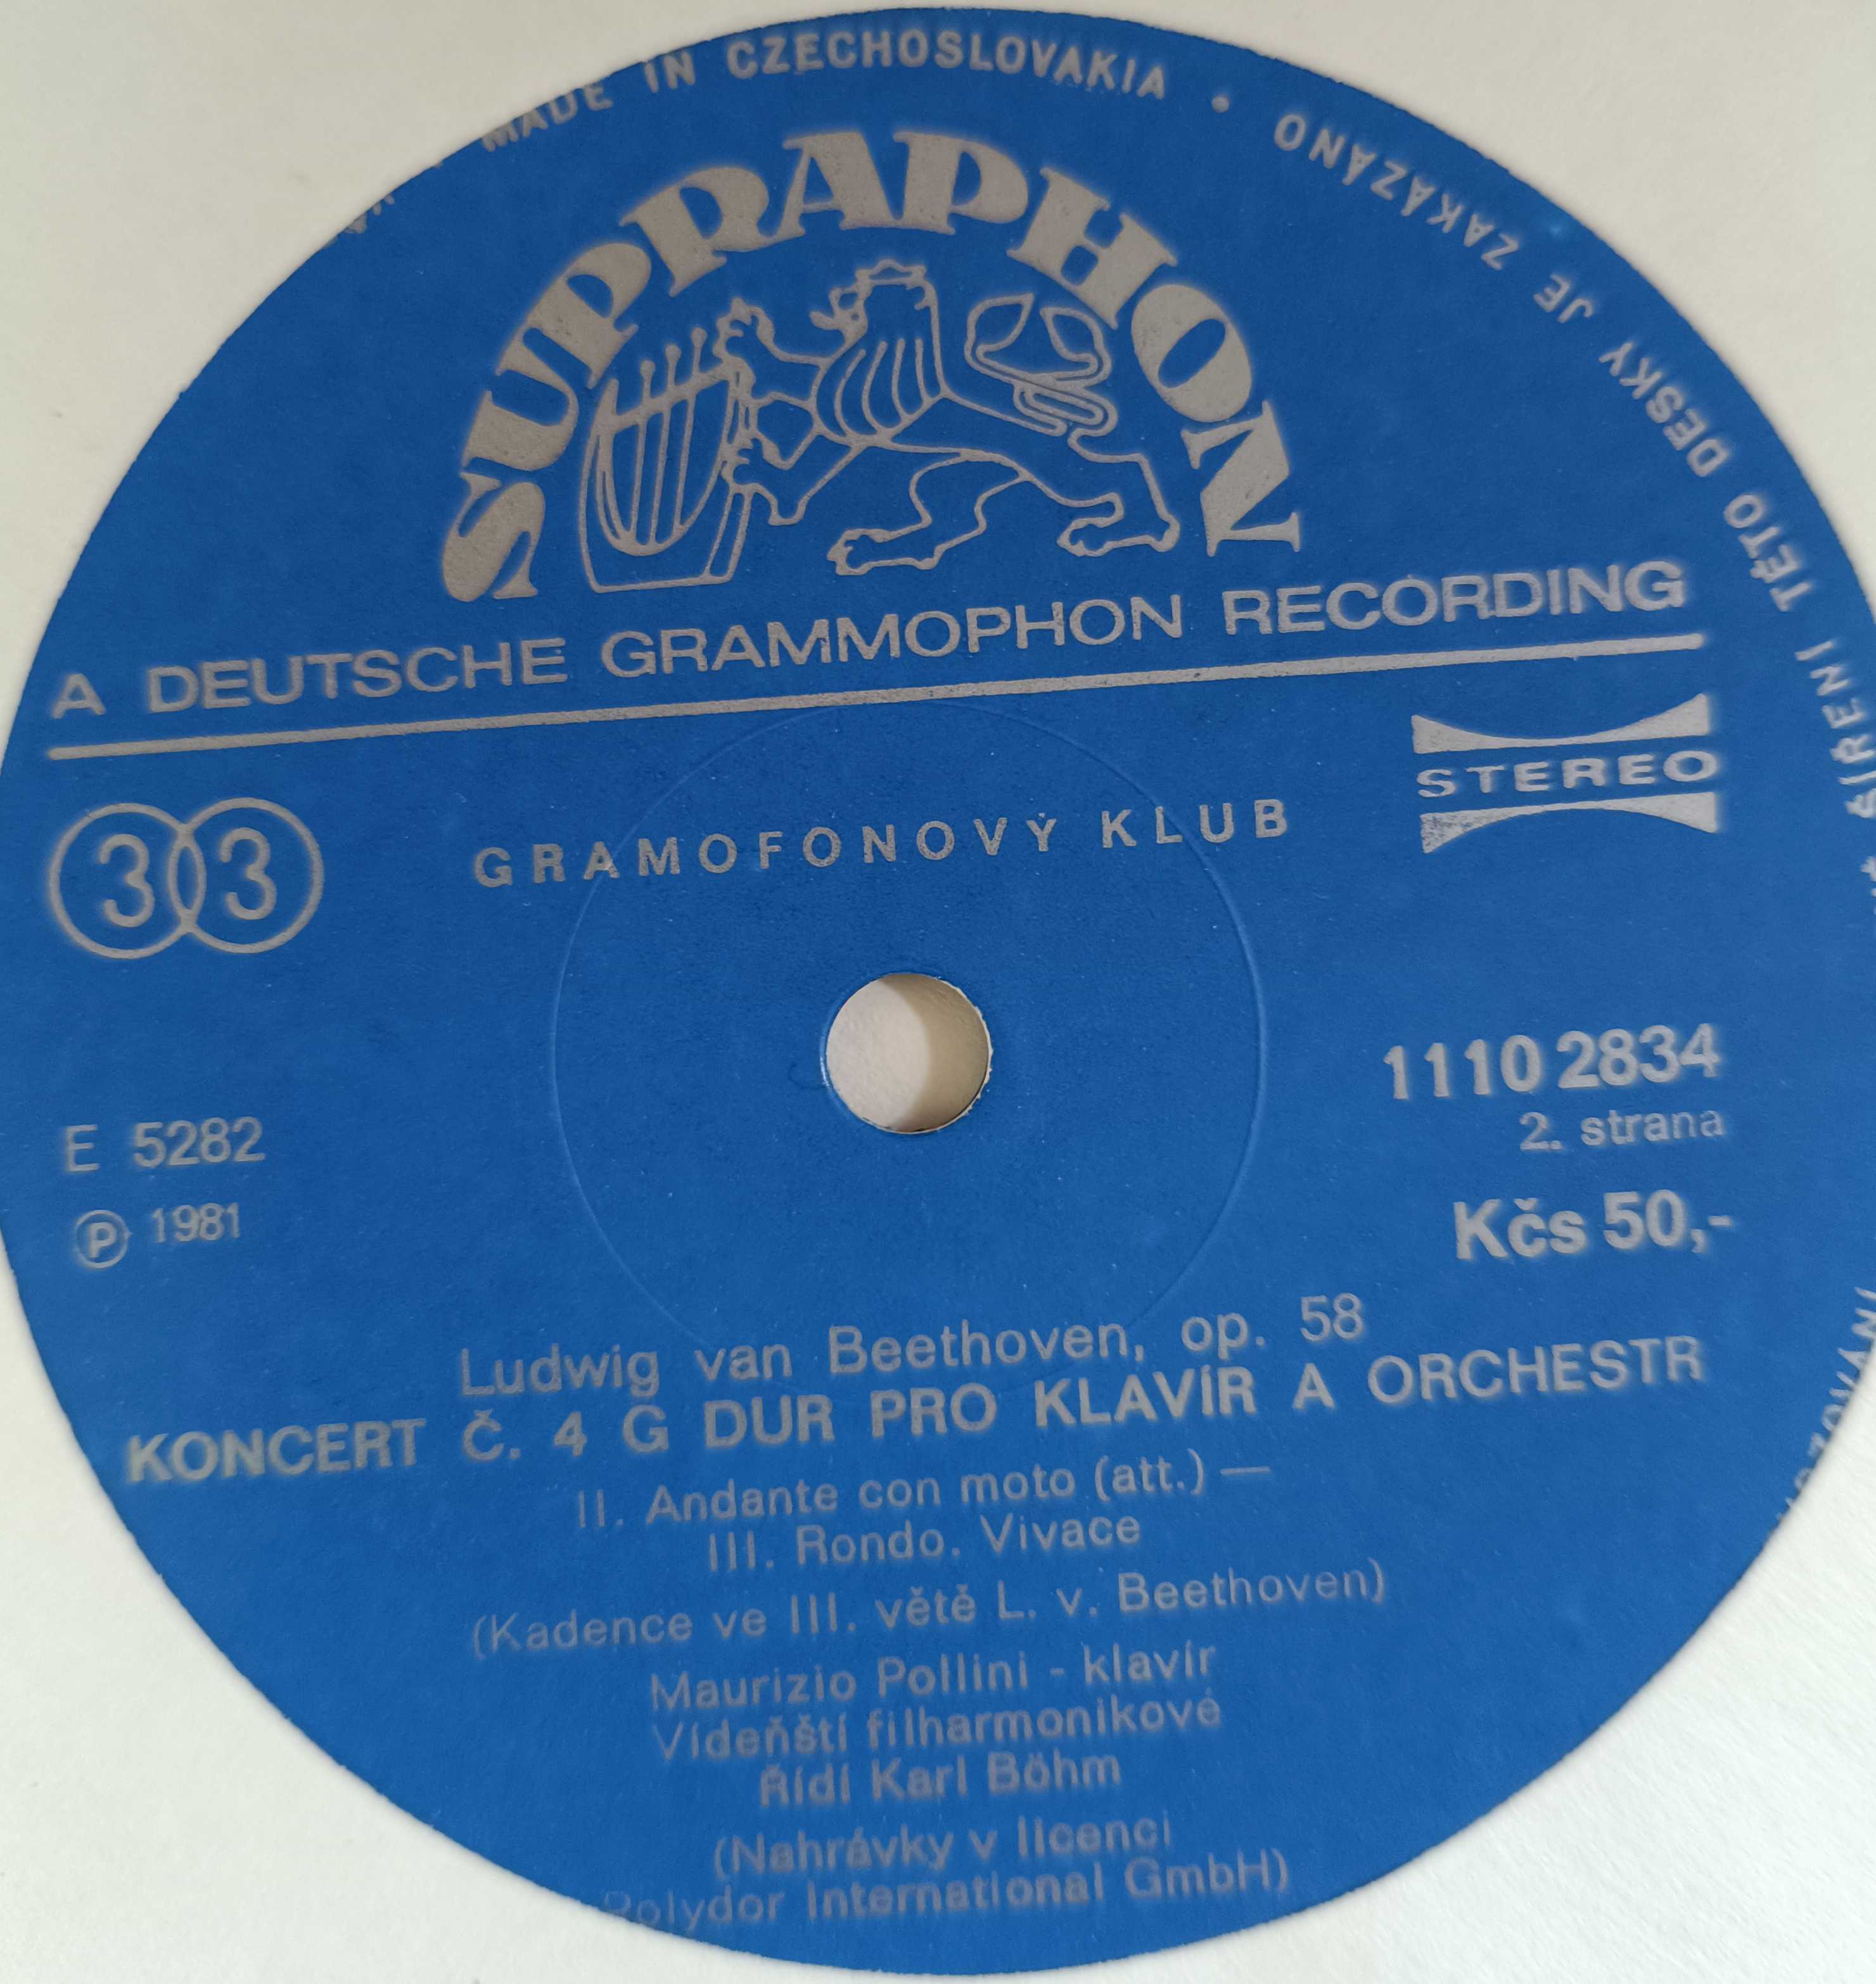 MADE IN CZECHOSLOVAKIA • 
ŠÍŘENÍ TÉTO DESKY JE ZAKÁZÁNO
SUPRAPHON
A DEUTSCHE GRAMMOPHON RECORDING
STEREO
33
GRAMOFONOVÝ KLUB
1110 2834
E 5282
2. strana
Ⓟ 1981
Kčs 50,-
Ludwig van Beethoven, op. 58
KONCERT Č. 4 G DUR PRO KLAVÍR A ORCHESTR
II. Andante con moto (att.) —
III. Rondo. Vivace
(Kadence ve III. větě L. v. Beethoven)
Maurizio Pollini - klavír
Vídeňští filharmonikové
Řídí Karl Böhm
(Nahrávky v licenci
Polydor International GmbH)